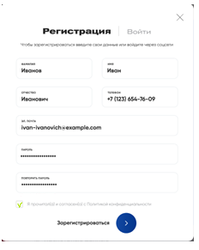 Регистрация | Войти
Чтобы зарегистрироваться введите свои данные или войдите через соцсети
ФАМИЛИЯ
Иванов
ИМЯ
Иван
ОТЧЕСТВО
Иванович
ТЕЛЕФОН
+7 (123) 654-76-09
ЭЛ. ПОЧТА
ivan-ivanovich@example.com
ПАРОЛЬ
••••••••••••••••
ПОВТОРИТЕ ПАРОЛЬ
••••••••••••••••
Я прочитал(а) и согласен(а) с Политикой конфиденциальности
Зарегистрироваться